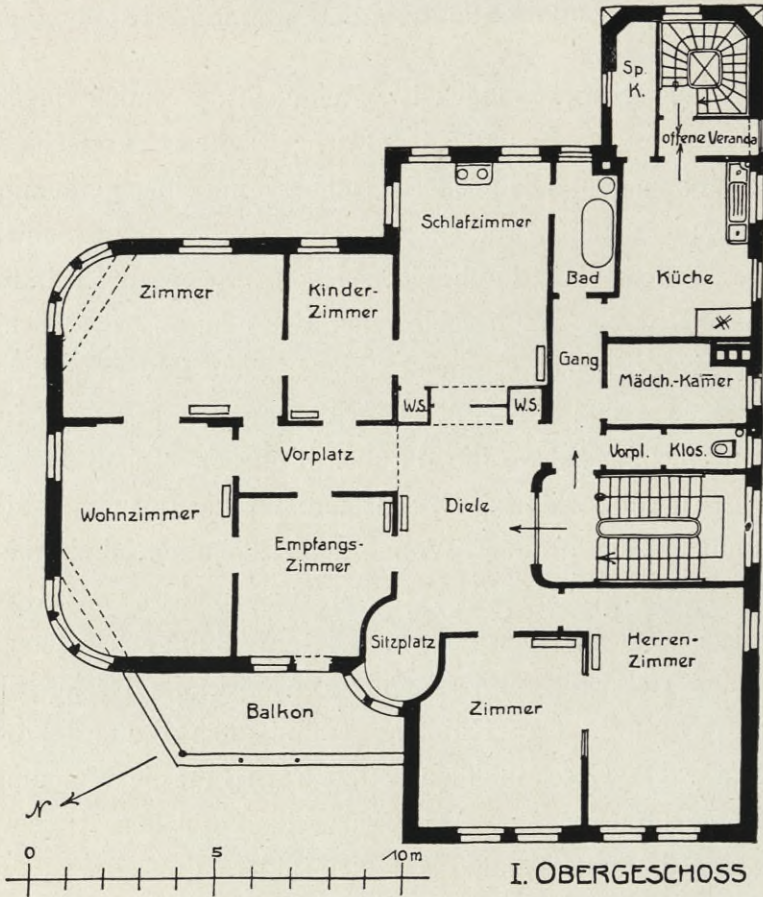 Sp.
K.
offene Veranda
Schlafzimmer
Bad
Küche
Zimmer
Kinder-
Zimmer
Gang
Mädch.-Kamer
W.S.
W.S.
Vorplatz
Vorpl.
Klos.
Wohnzimmer
Diele
Empfangs-
Zimmer
Sitzplatz
Herren-
Zimmer
Balkon
Zimmer
N
0 5 10 m
I. OBERGESCHOSS